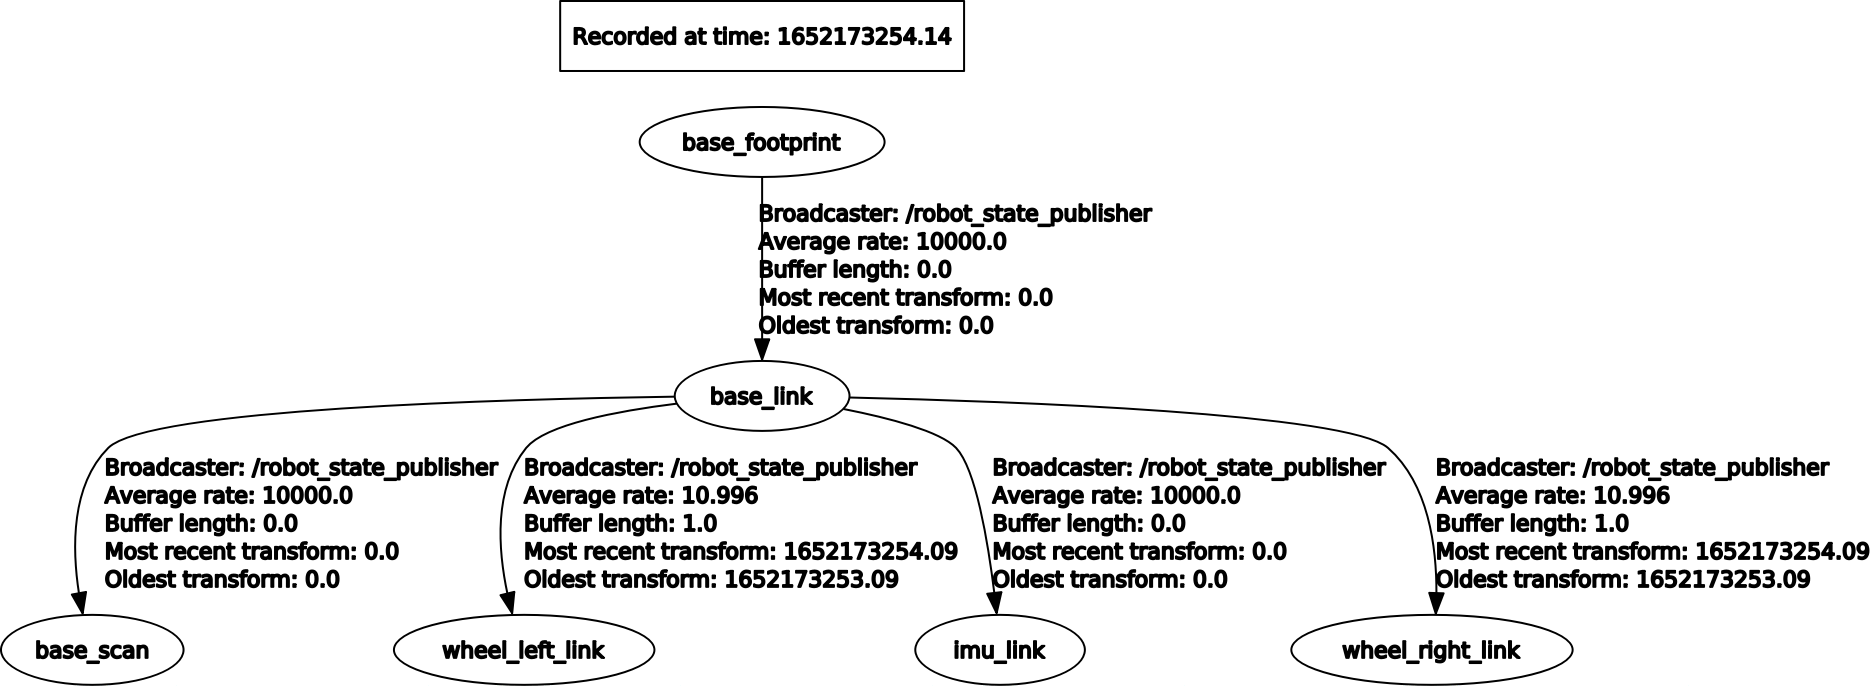 Recorded at time: 1652173254.14
base_footprint
Broadcaster: /robot_state_publisher
Average rate: 10000.0
Buffer length: 0.0
Most recent transform: 0.0
Oldest transform: 0.0
base_link
Broadcaster: /robot_state_publisher
Average rate: 10000.0
Buffer length: 0.0
Most recent transform: 0.0
Oldest transform: 0.0
Broadcaster: /robot_state_publisher
Average rate: 10.996
Buffer length: 1.0
Most recent transform: 1652173254.09
Oldest transform: 1652173253.09
Broadcaster: /robot_state_publisher
Average rate: 10000.0
Buffer length: 0.0
Most recent transform: 0.0
Oldest transform: 0.0
Broadcaster: /robot_state_publisher
Average rate: 10.996
Buffer length: 1.0
Most recent transform: 1652173254.09
Oldest transform: 1652173253.09
base_scan
wheel_left_link
imu_link
wheel_right_link